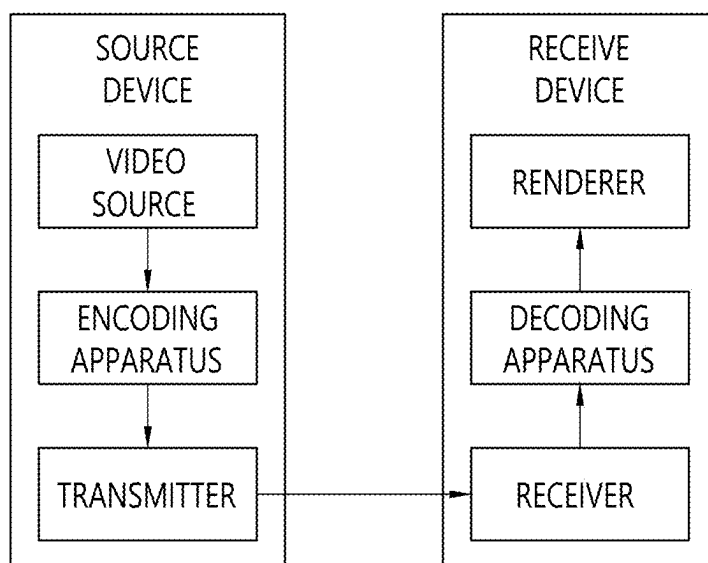 SOURCE
DEVICE
VIDEO
SOURCE
ENCODING
APPARATUS
TRANSMITTER
RECEIVE
DEVICE
RENDERER
DECODING
APPARATUS
RECEIVER